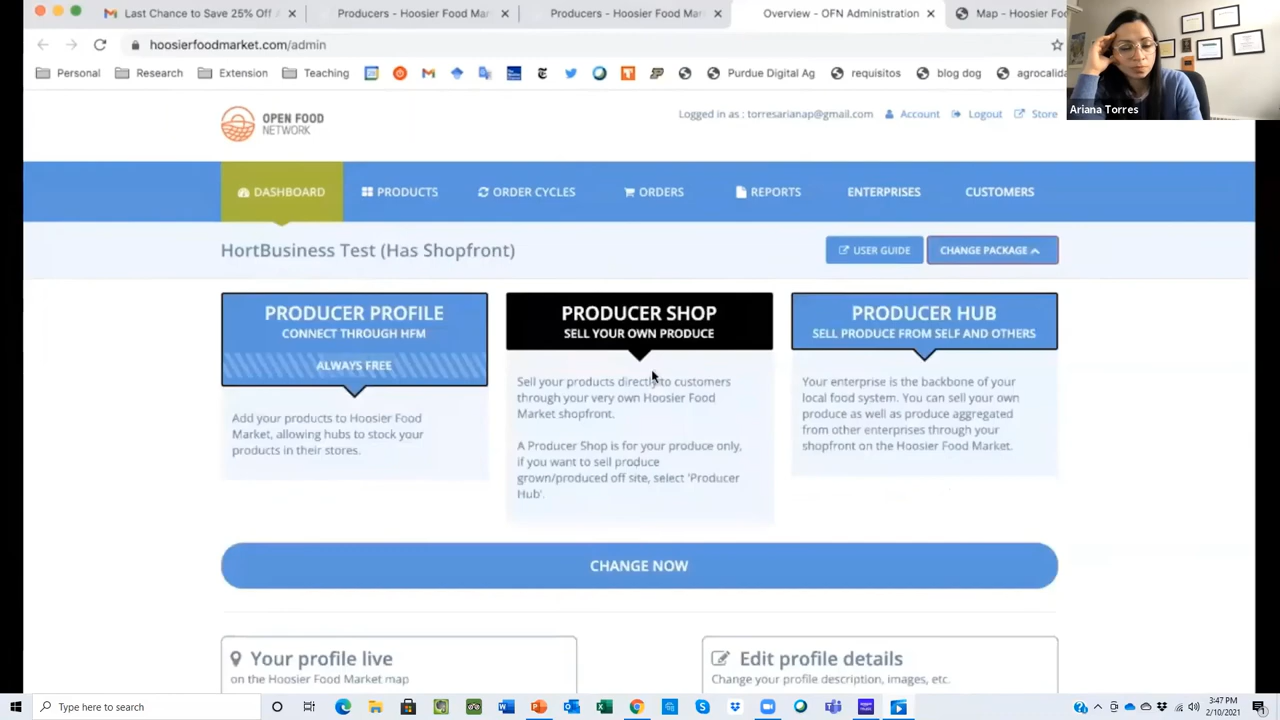 Last Chance to Save 25% Off
Producers - Hoosier Food Mar
Producers - Hoosier Food Mar
Overview - OFN Administration
Map - Hoosier Fo
hoosierfoodmarket.com/admin
Personal
Research
Extension
Teaching
Purdue Digital Ag
requisitos
blog dog
agrocalida
Ariana Torres
OPEN FOOD
NETWORK
Logged in as : torresarianap@gmail.com
Account
Logout
Store
DASHBOARD
PRODUCTS
ORDER CYCLES
ORDERS
REPORTS
ENTERPRISES
CUSTOMERS
HortBusiness Test (Has Shopfront)
USER GUIDE
CHANGE PACKAGE
PRODUCER PROFILE
CONNECT THROUGH HFM
ALWAYS FREE
Add your products to Hoosier Food
Market, allowing hubs to stock your
products in their stores.
PRODUCER SHOP
SELL YOUR OWN PRODUCE
Sell your products directly to customers
through your very own Hoosier Food
Market shopfront.
A Producer Shop is for your produce only,
if you want to sell produce
grown/produced off site, select 'Producer
Hub'.
PRODUCER HUB
SELL PRODUCE FROM SELF AND OTHERS
Your enterprise is the backbone of your
local food system. You can sell your own
produce as well as produce aggregated
from other enterprises through your
shopfront on the Hoosier Food Market.
CHANGE NOW
Your profile live
on the Hoosier Food Market map
Edit profile details
Change your profile description, images, etc.
Type here to search
3:47 PM
2/10/2021